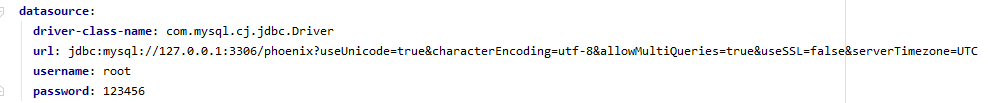 datasource:
driver-class-name: com.mysql.cj.jdbc.Driver
url: jdbc:mysql://127.0.0.1:3306/phoenix?useUnicode=true&characterEncoding=utf-8&allowMultiQueries=true&useSSL=false&serverTimezone=UTC
username: root
password: 123456